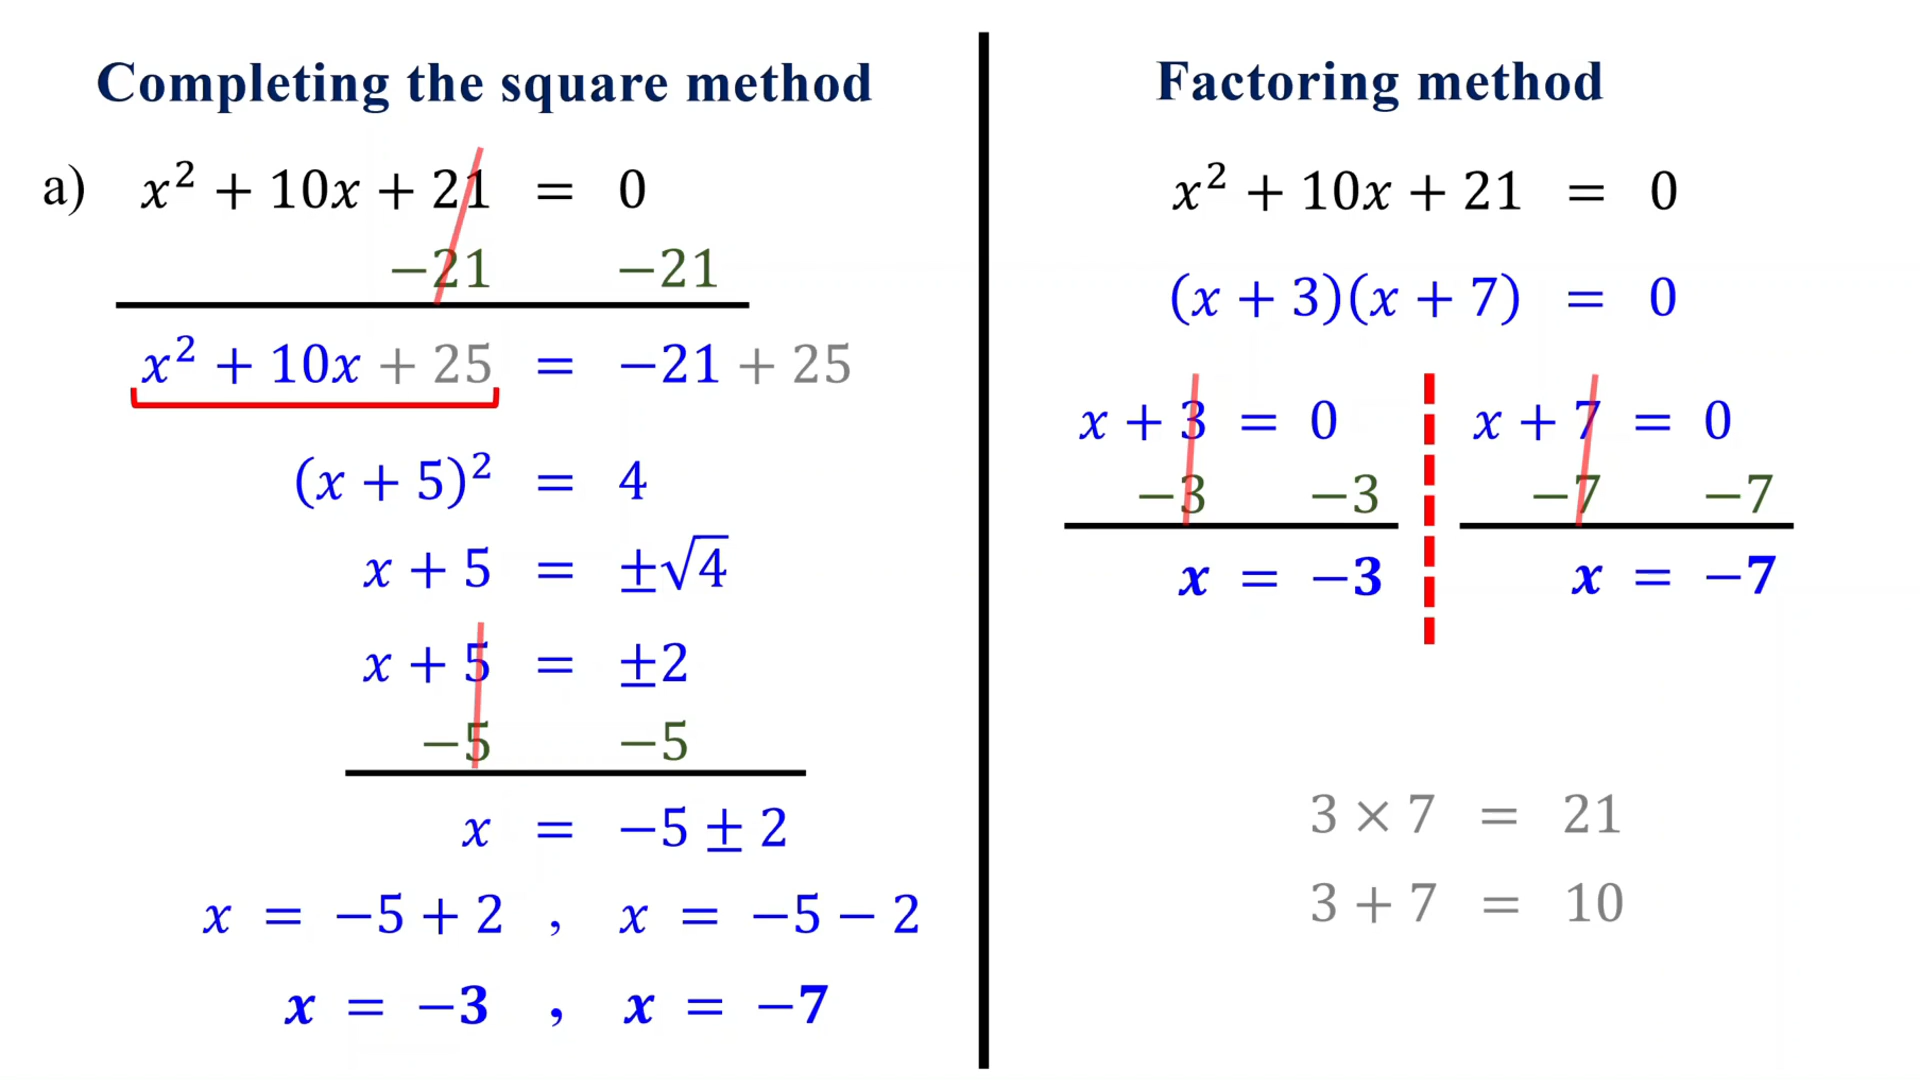 Completing the square method
a) x² + 10x + 21 = 0
−21 −21
x² + 10x + 25 = −21 + 25
(x + 5)² = 4
x + 5 = ±√4
x + 5 = ±2
−5 −5
x = −5 ± 2
x = −5 + 2 , x = −5 − 2
x = −3 , x = −7
Factoring method
x² + 10x + 21 = 0
(x + 3)(x + 7) = 0
x + 3 = 0
−3 −3
x = −3
x + 7 = 0
−7 −7
x = −7
3 × 7 = 21
3 + 7 = 10